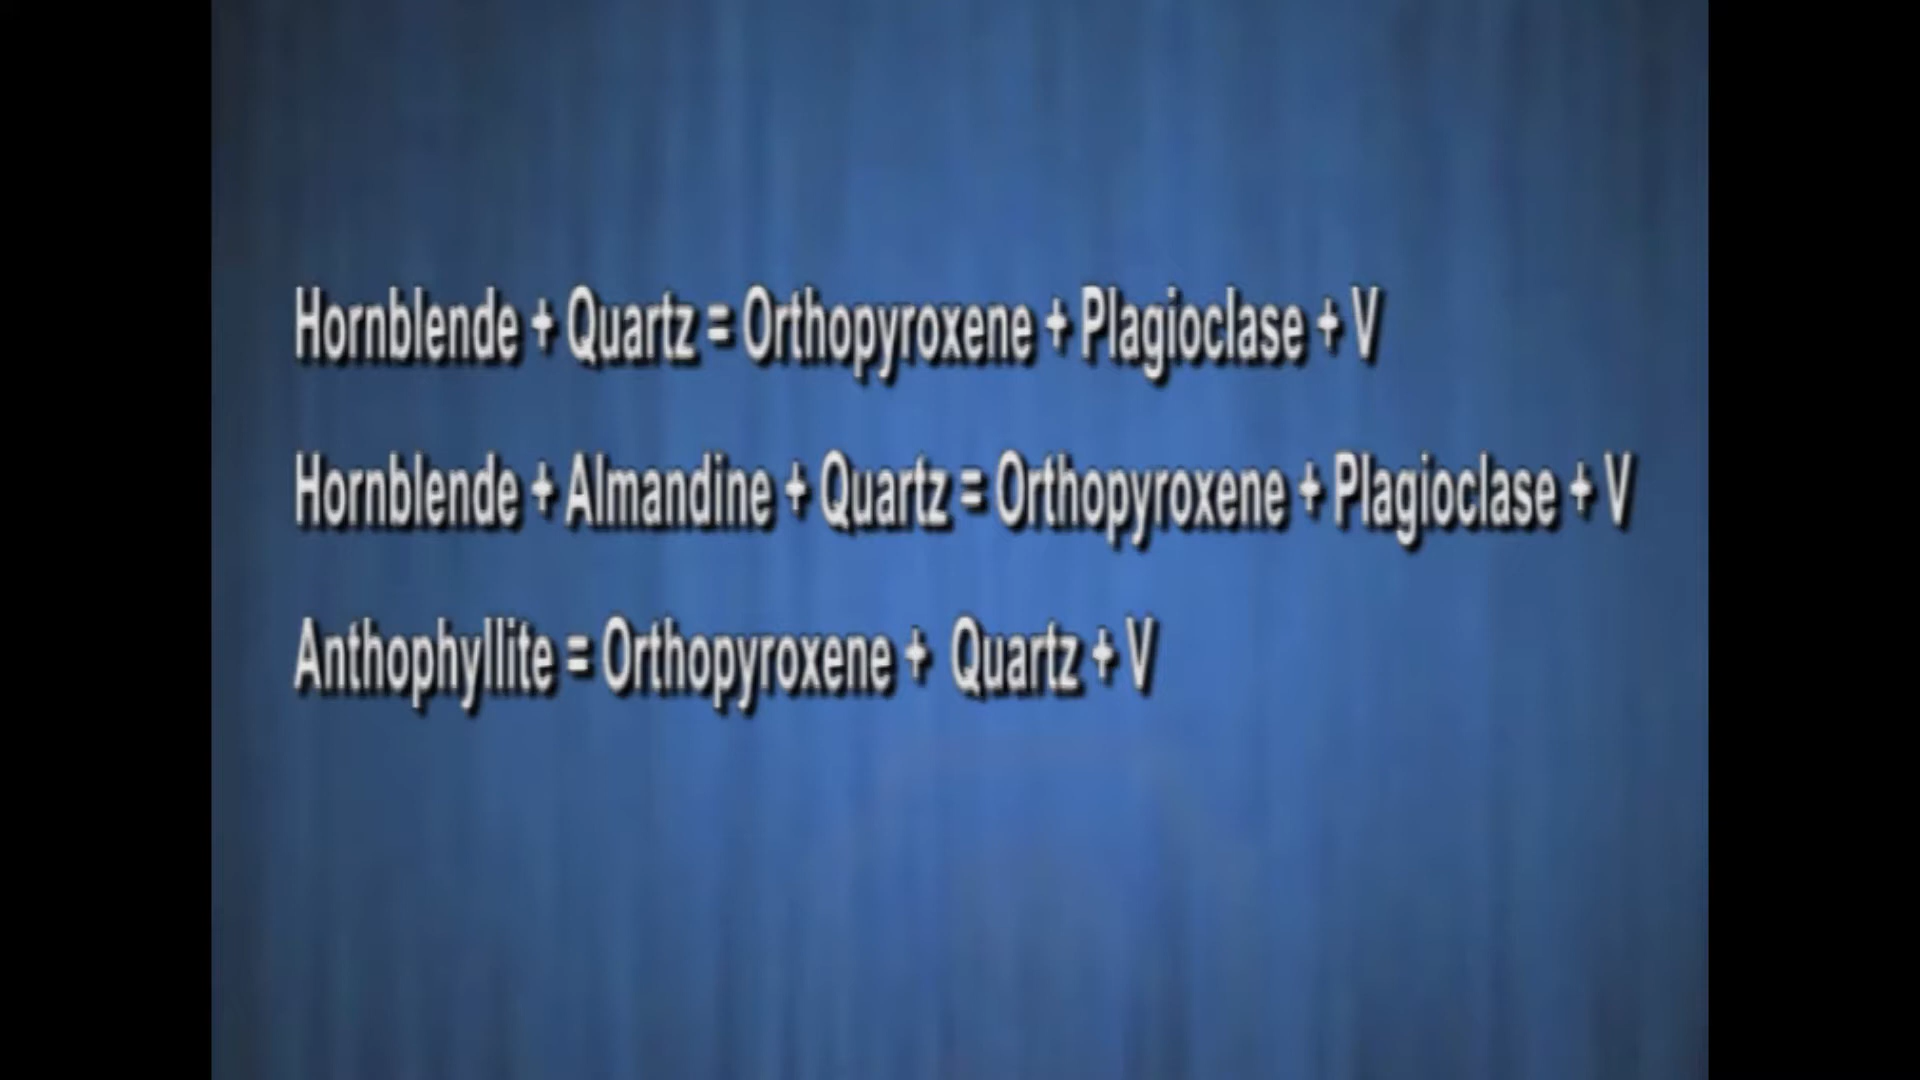 Hornblende + Quartz = Orthopyroxene + Plagioclase + V
Hornblende + Almandine + Quartz = Orthopyroxene + Plagioclase + V
Anthophyllite = Orthopyroxene + Quartz + V